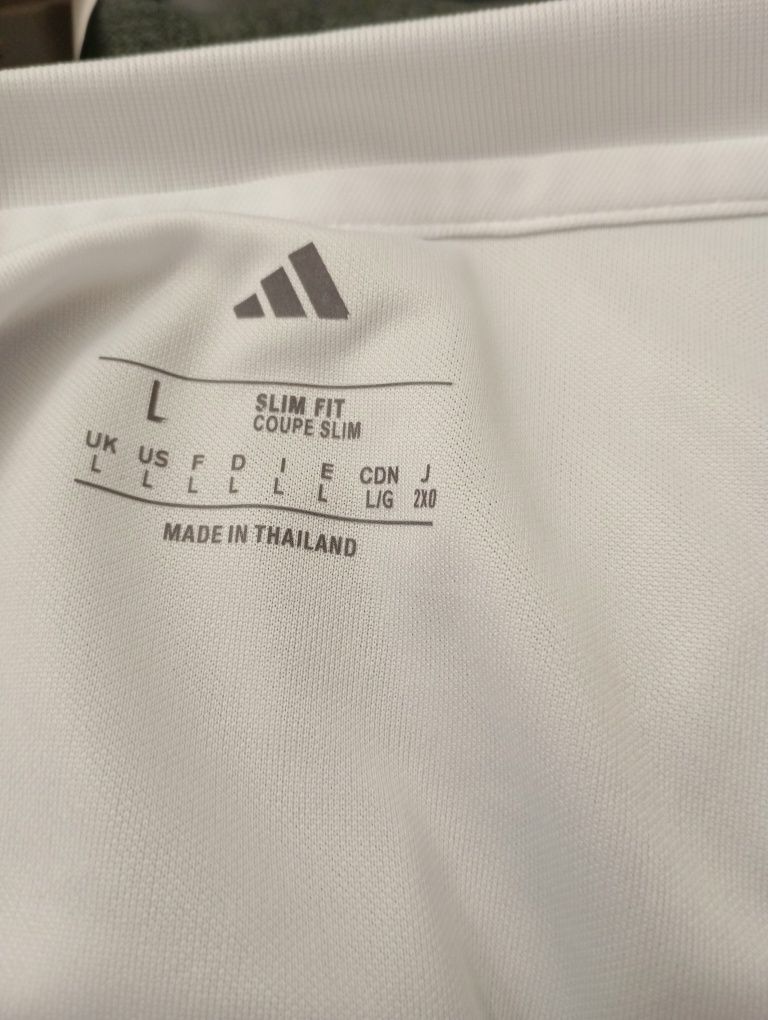 L SLIM FIT
COUPE SLIM
UK US F D I E CDN J
L L L L L L L/G 2XO
MADE IN THAILAND